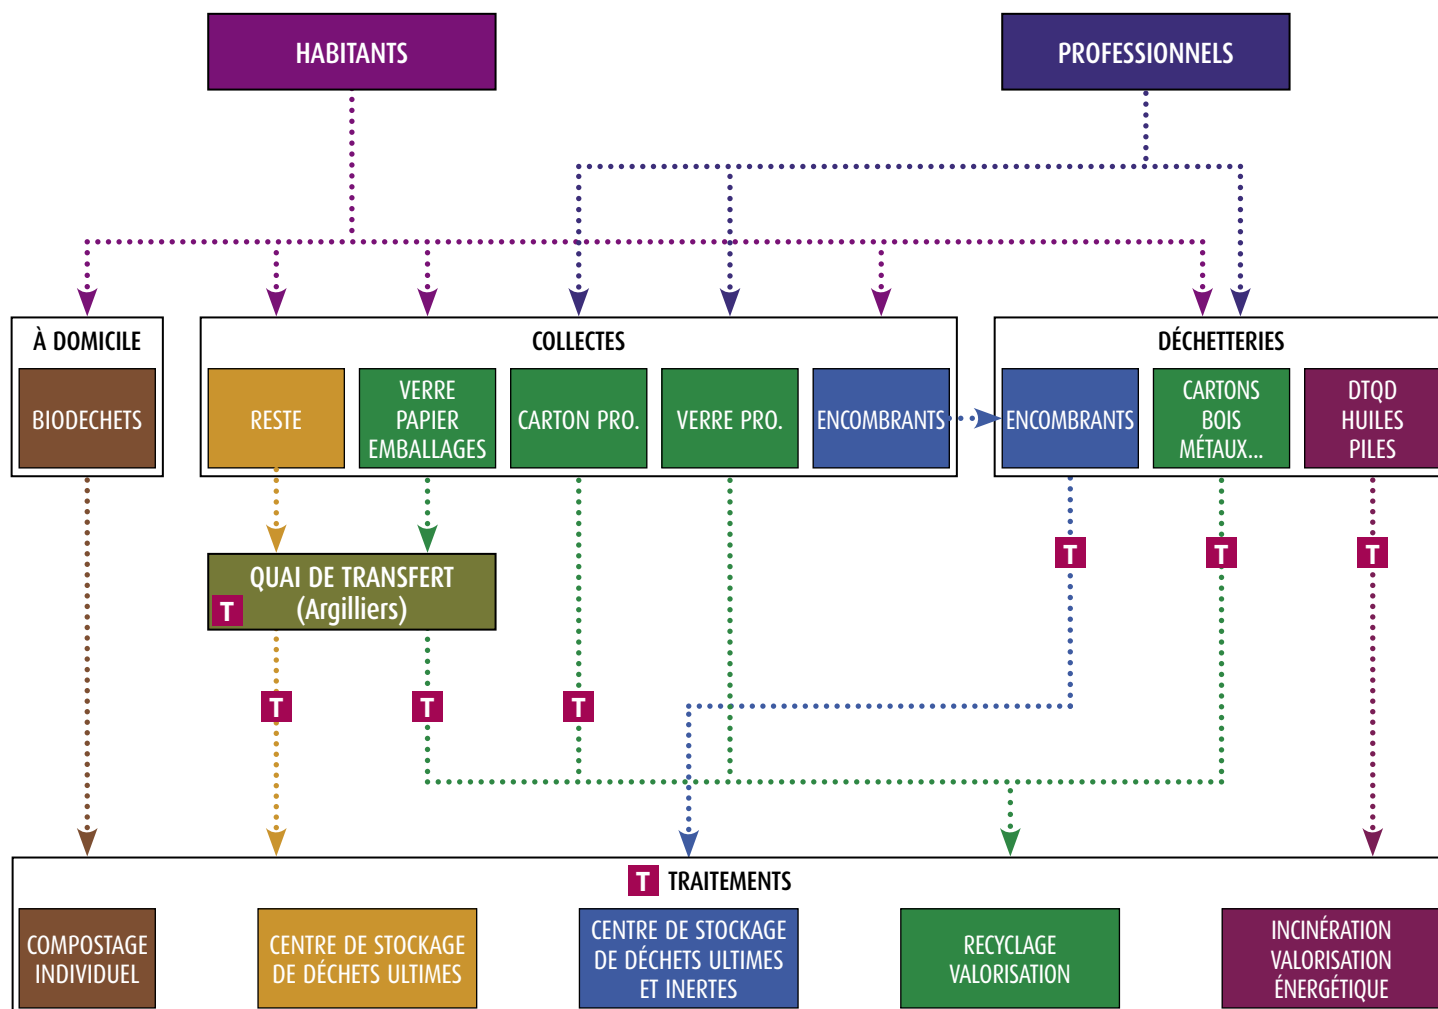 HABITANTS
PROFESSIONNELS
À DOMICILE
BIODECHETS
COLLECTES
RESTE
VERRE
PAPIER
EMBALLAGES
CARTON PRO.
VERRE PRO.
ENCOMBRANTS
DÉCHETTERIES
ENCOMBRANTS
CARTONS
BOIS
MÉTAUX...
DTQD
HUILES
PILES
T
T
T
QUAI DE TRANSFERT
(Argilliers)
T
T
T
T
T TRAITEMENTS
COMPOSTAGE
INDIVIDUEL
CENTRE DE STOCKAGE
DE DÉCHETS ULTIMES
CENTRE DE STOCKAGE
DE DÉCHETS ULTIMES
ET INERTES
RECYCLAGE
VALORISATION
INCINÉRATION
VALORISATION
ÉNERGÉTIQUE